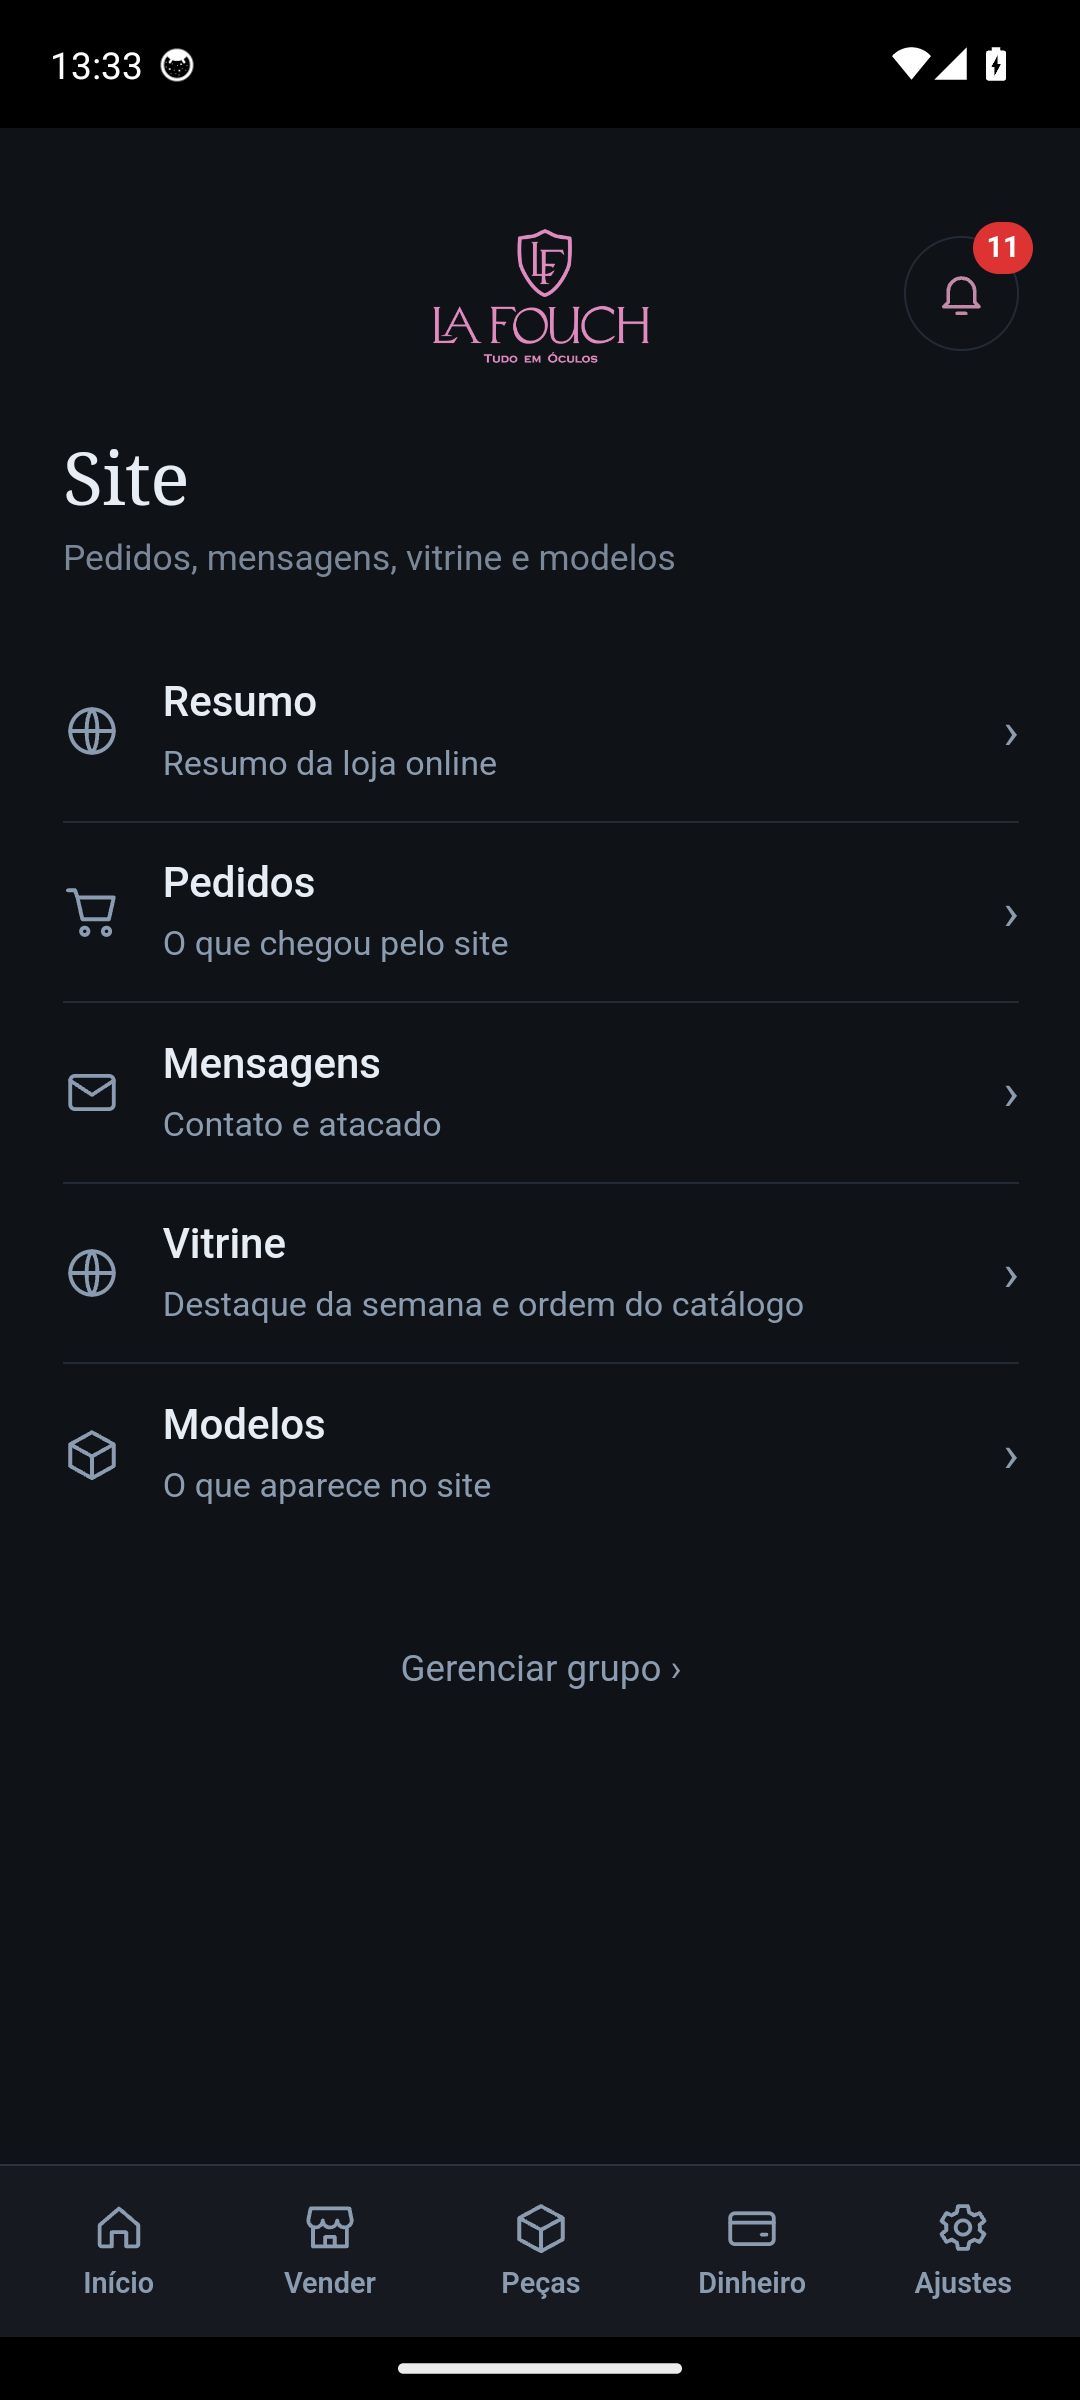 13:33
11
LF
LA FOUCH
TUDO EM ÓCULOS
Site
Pedidos, mensagens, vitrine e modelos
Resumo
Resumo da loja online
›
Pedidos
O que chegou pelo site
›
Mensagens
Contato e atacado
›
Vitrine
Destaque da semana e ordem do catálogo
›
Modelos
O que aparece no site
›
Gerenciar grupo ›
Início
Vender
Peças
Dinheiro
Ajustes